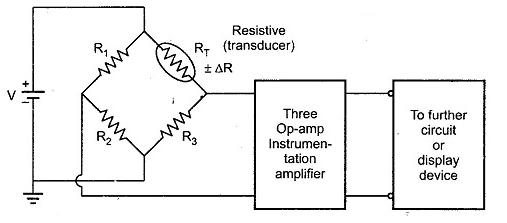 Resistive
(transducer)
R1
RT
± ΔR
+
V
−
R2
R3
Three
Op-amp
Instrumen-
tation
amplifier
To further
circuit
or
display
device